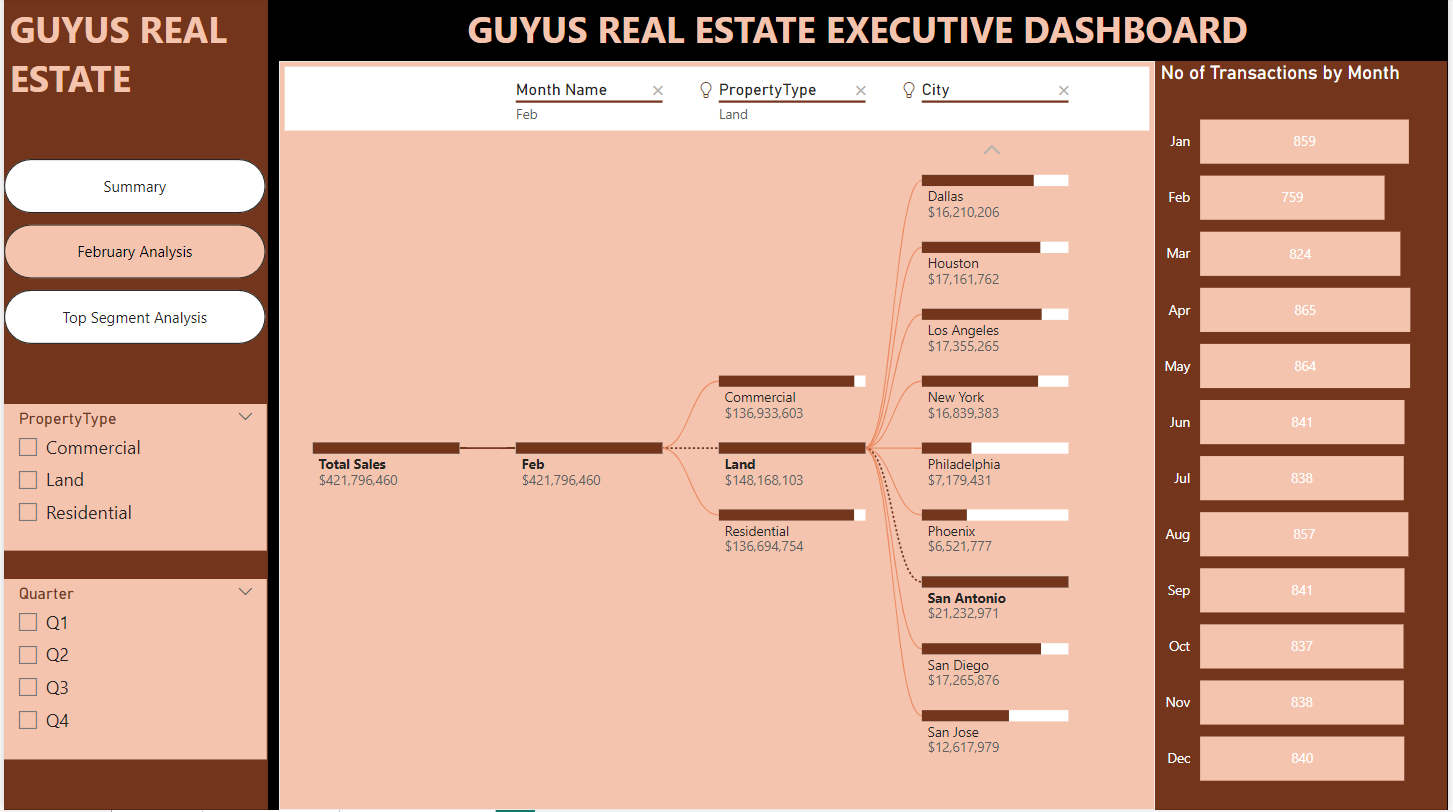 GUYUS REAL
ESTATE
Summary
February Analysis
Top Segment Analysis
PropertyType
Commercial
Land
Residential
Quarter
Q1
Q2
Q3
Q4
GUYUS REAL ESTATE EXECUTIVE DASHBOARD
Month Name
Feb
PropertyType
Land
City
Total Sales
$421,796,460
Feb
$421,796,460
Commercial
$136,933,603
Land
$148,168,103
Residential
$136,694,754
Dallas
$16,210,206
Houston
$17,161,762
Los Angeles
$17,355,265
New York
$16,839,383
Philadelphia
$7,179,431
Phoenix
$6,521,777
San Antonio
$21,232,971
San Diego
$17,265,876
San Jose
$12,617,979
No of Transactions by Month
Jan 859
Feb 759
Mar 824
Apr 865
May 864
Jun 841
Jul 838
Aug 857
Sep 841
Oct 837
Nov 838
Dec 840